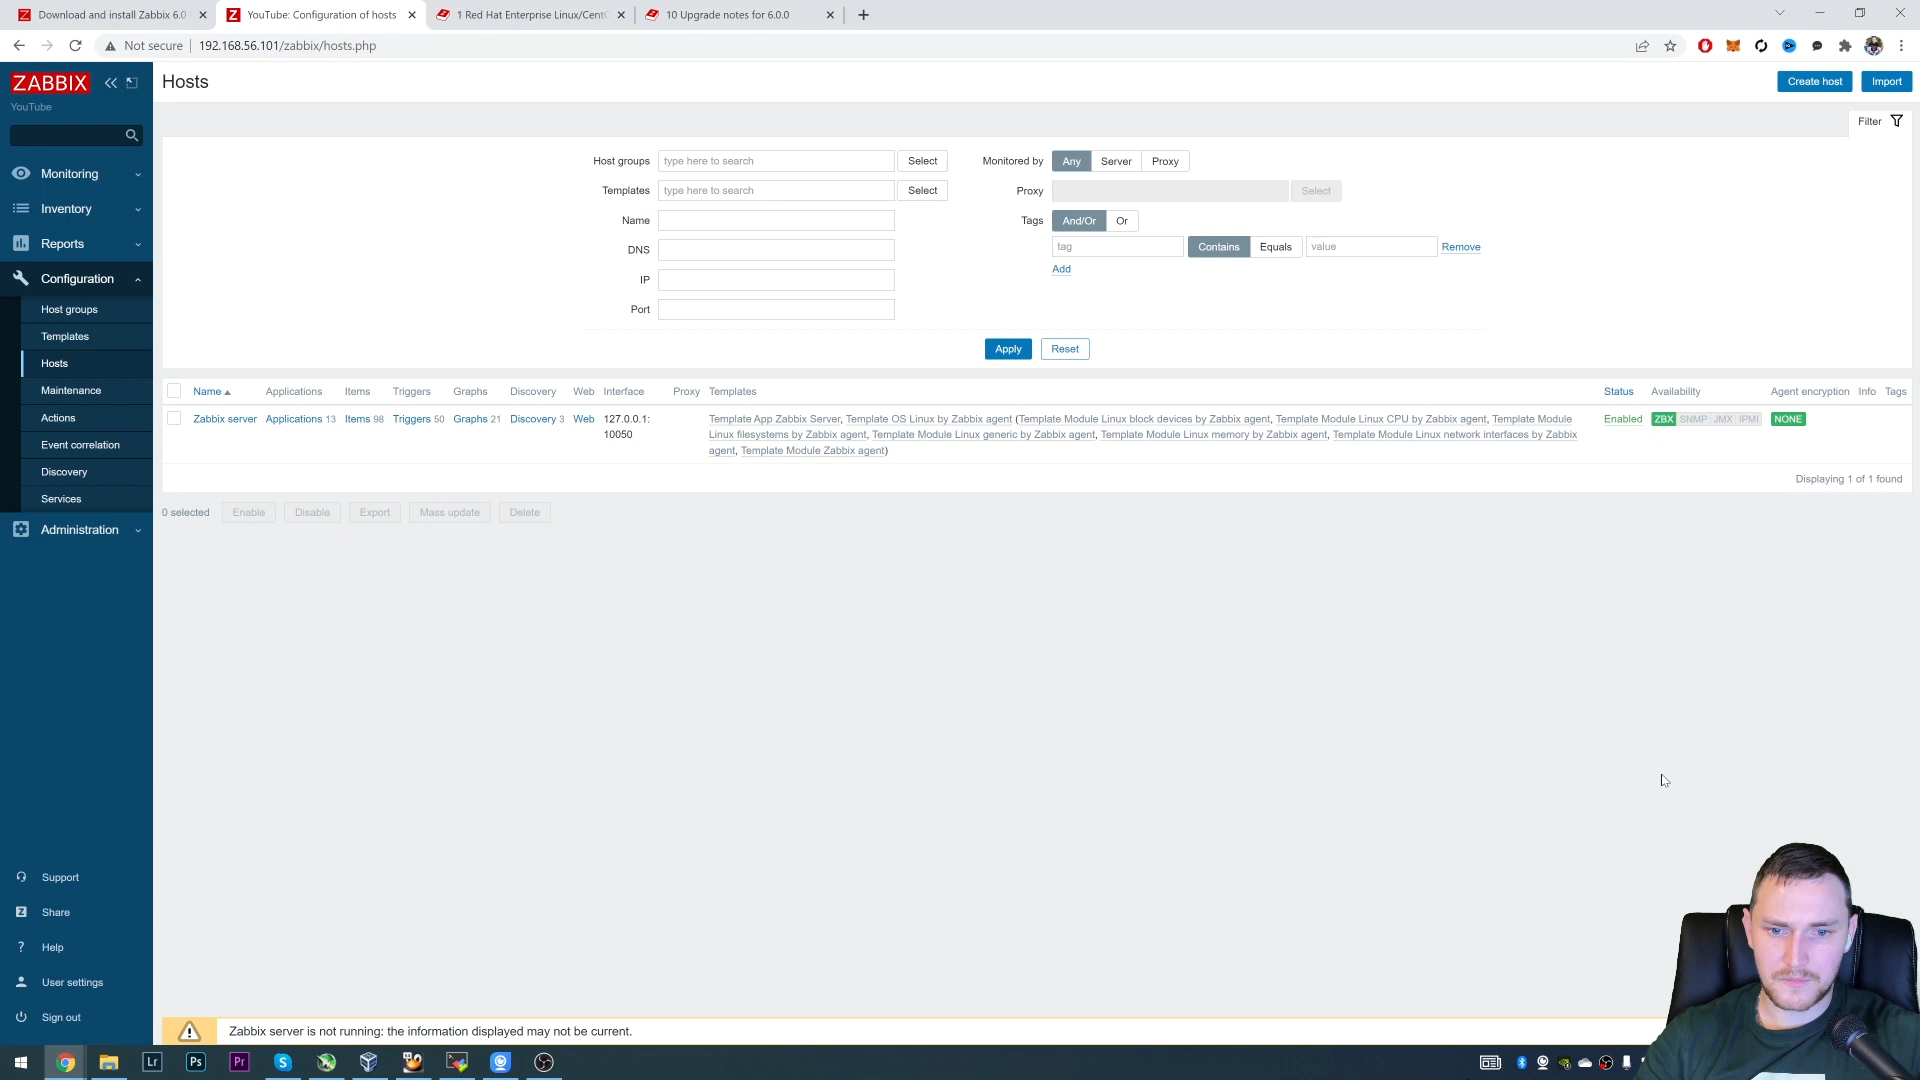 Download and install Zabbix 6.0
YouTube: Configuration of hosts
1 Red Hat Enterprise Linux/Cent
10 Upgrade notes for 6.0.0
Not secure
192.168.56.101/zabbix/hosts.php
ZABBIX
YouTube
Monitoring
Inventory
Reports
Configuration
Host groups
Templates
Hosts
Maintenance
Actions
Event correlation
Discovery
Services
Administration
Support
Share
Help
User settings
Sign out
Hosts
Create host
Import
Filter
Host groups type here to search Select
Templates type here to search Select
Name
DNS
IP
Port
Monitored by Any Server Proxy
Proxy Select
Tags And/Or Or
tag Contains Equals value Remove
Add
Apply Reset
Name Applications Items Triggers Graphs Discovery Web Interface Proxy Templates Status Availability Agent encryption Info Tags
Zabbix server Applications 13 Items 98 Triggers 50 Graphs 21 Discovery 3 Web 127.0.0.1:
10050
Template App Zabbix Server, Template OS Linux by Zabbix agent (Template Module Linux block devices by Zabbix agent, Template Module Linux CPU by Zabbix agent, Template Module
Linux filesystems by Zabbix agent, Template Module Linux generic by Zabbix agent, Template Module Linux memory by Zabbix agent, Template Module Linux network interfaces by Zabbix
agent, Template Module Zabbix agent)
Enabled ZBX SNMP JMX IPMI NONE
Displaying 1 of 1 found
0 selected Enable Disable Export Mass update Delete
Zabbix server is not running: the information displayed may not be current.
Lr
Ps
Pr